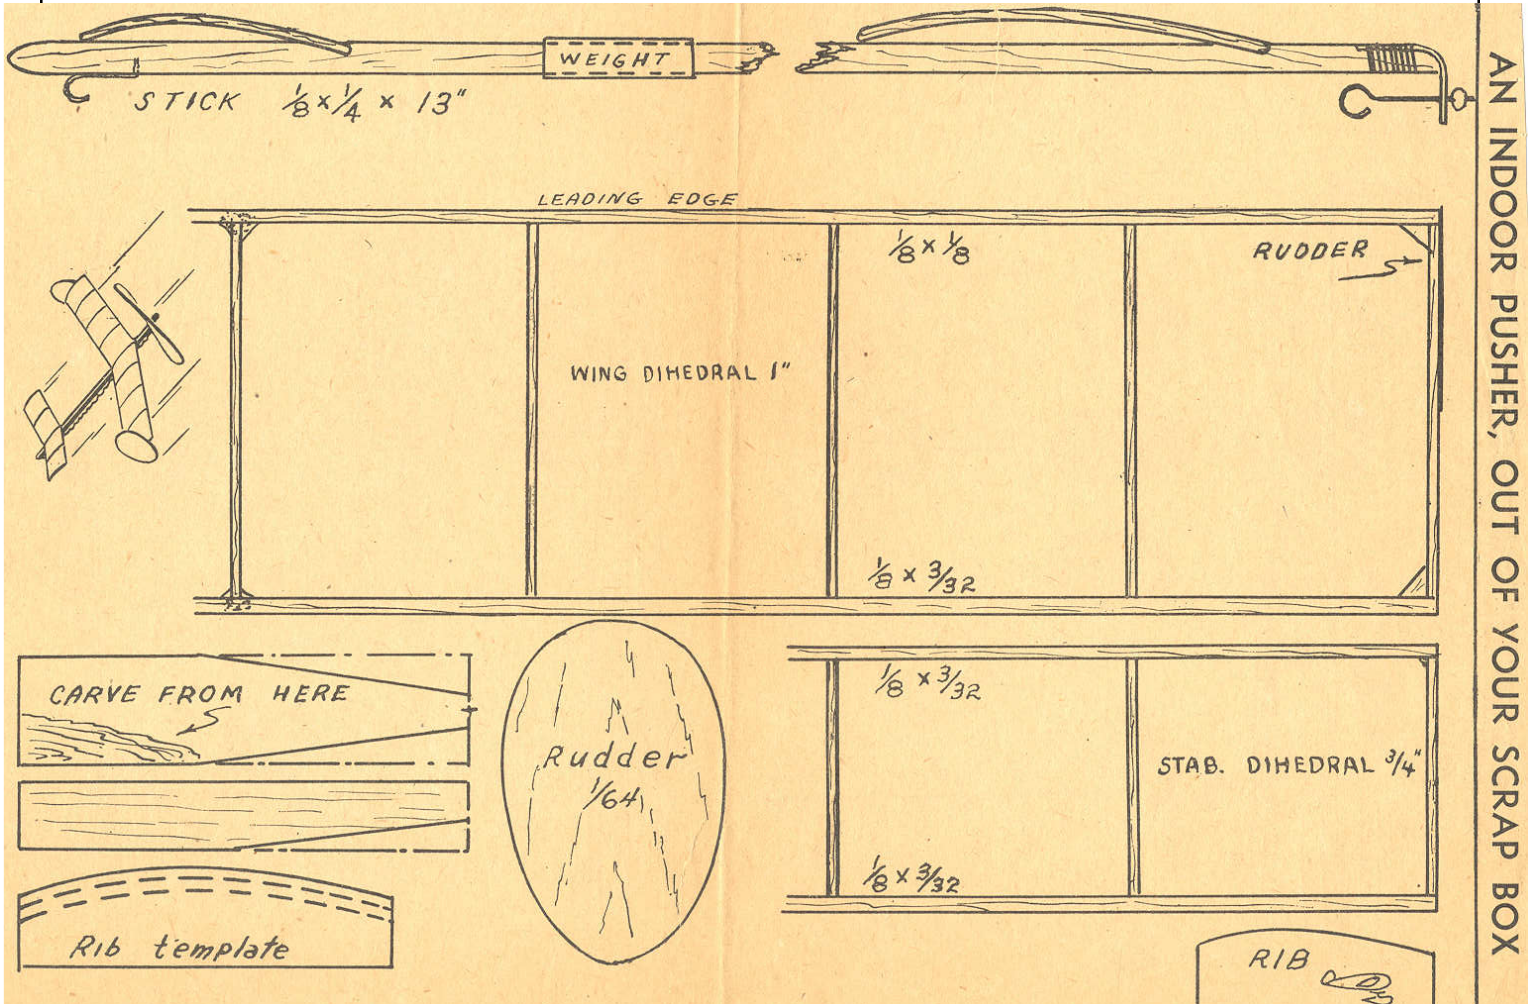 WEIGHT
STICK 1/8 x 1/4 x 13"
LEADING EDGE
1/8 x 1/8
RUDDER
WING DIHEDRAL 1"
1/8 x 3/32
CARVE FROM HERE
Rudder
1/64
1/8 x 3/32
STAB. DIHEDRAL 3/4"
1/8 x 3/32
Rib template
RIB
AN INDOOR PUSHER, OUT OF YOUR SCRAP BOX